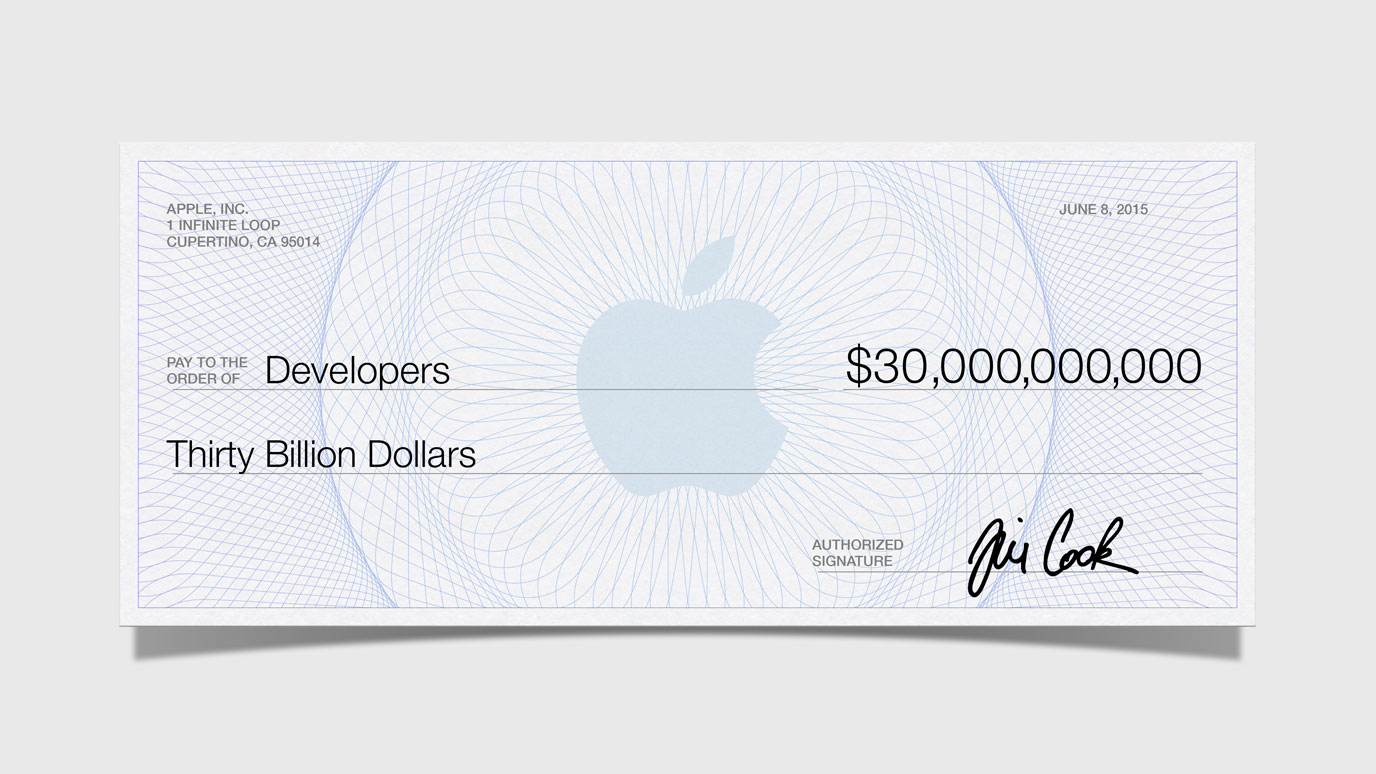 APPLE, INC.
1 INFINITE LOOP
CUPERTINO, CA 95014
JUNE 8, 2015
PAY TO THE
ORDER OF
Developers
$30,000,000,000
Thirty Billion Dollars
AUTHORIZED
SIGNATURE
Tim Cook